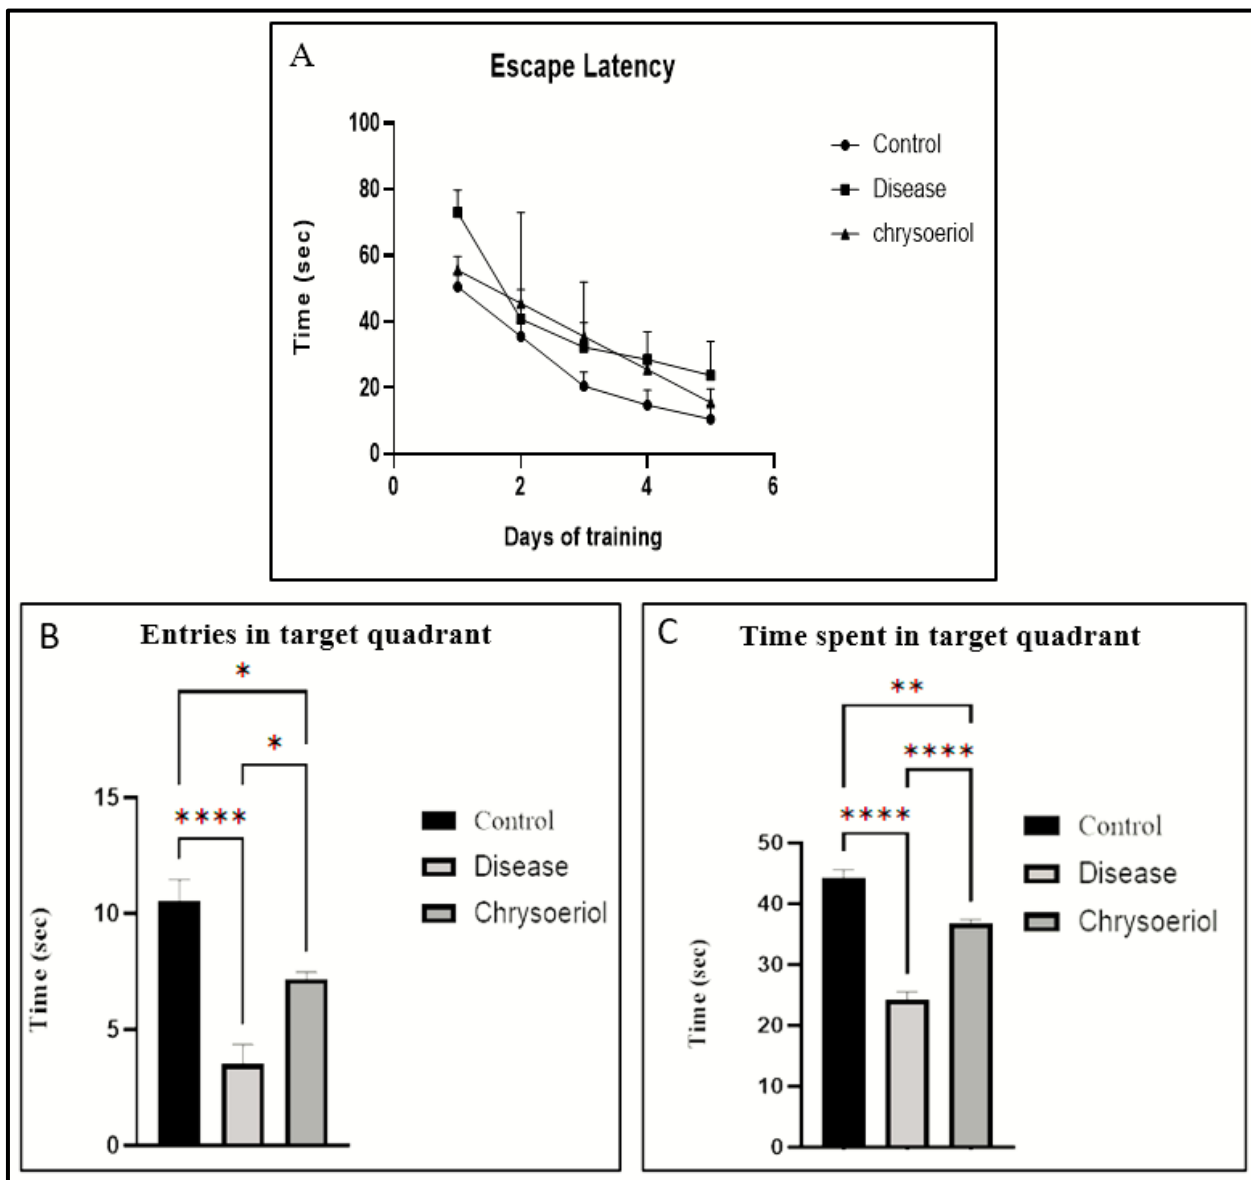 A
Escape Latency
100
80
60
40
20
0
Time (sec)
0 2 4 6
Days of training
Control
Disease
chrysoeriol
B
Entries in target quadrant
*
*
****
15
10
5
0
Time (sec)
Control
Disease
Chrysoeriol
C
Time spent in target quadrant
**
****
****
50
40
30
20
10
0
Time (sec)
Control
Disease
Chrysoeriol